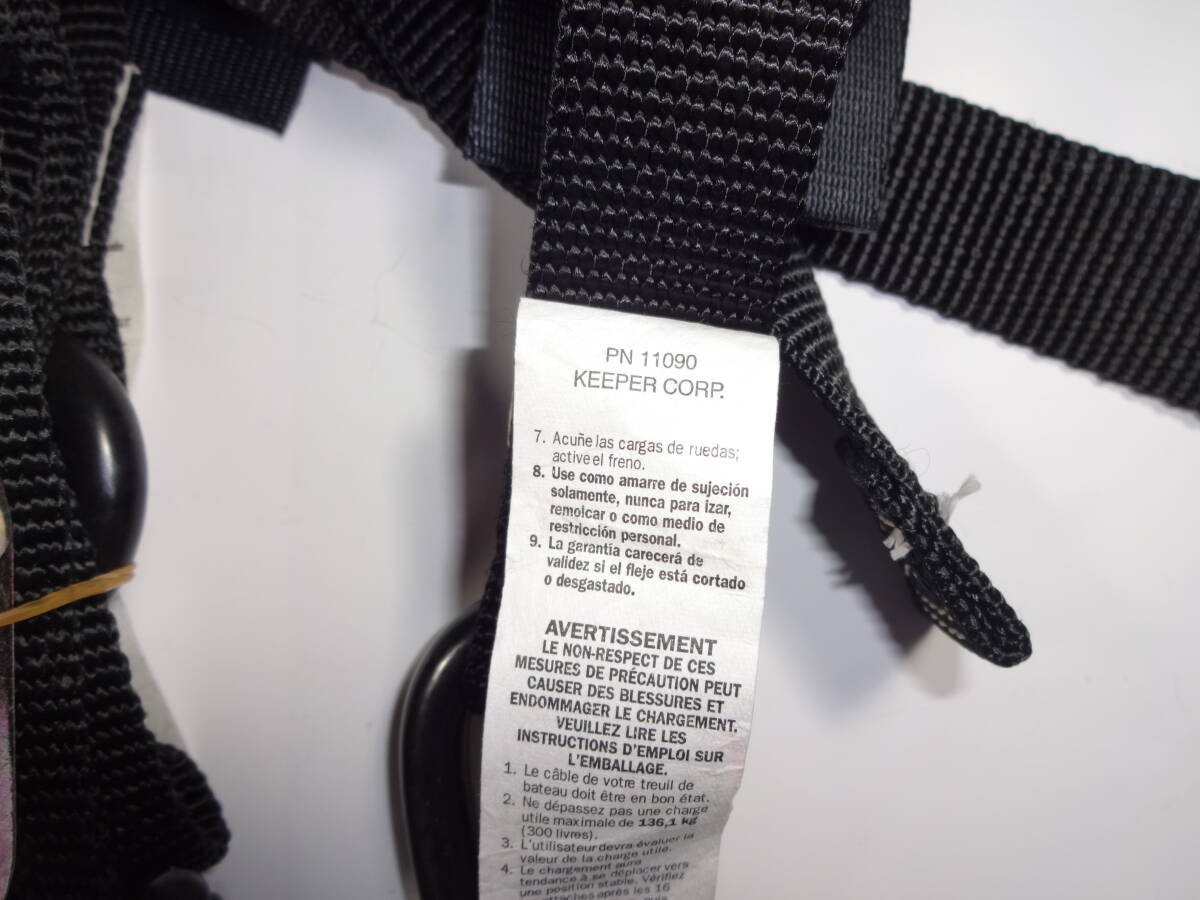 PN 11090
KEEPER CORP.
7. Acuñe las cargas de ruedas;
active el freno.
8. Use como amarre de sujeción
solamente, nunca para izar,
remolcar o como medio de
restricción personal.
9. La garantía carecerá de
validez si el fleje está cortado
o desgastado.
AVERTISSEMENT
LE NON-RESPECT DE CES
MESURES DE PRÉCAUTION PEUT
CAUSER DES BLESSURES ET
ENDOMMAGER LE CHARGEMENT.
VEUILLEZ LIRE LES
INSTRUCTIONS D'EMPLOI SUR
L'EMBALLAGE.
1. Le câble de votre treuil de
bateau doit être en bon état.
2. Ne dépassez pas une charge
utile maximale de 136,1 kg
(300 livres).
3. L'utilisateur devra évaluer la
valeur de la charge utile.
4. Le chargement aura
tendance à se déplacer vers
une position stable. Vérifiez
attaches après les 16